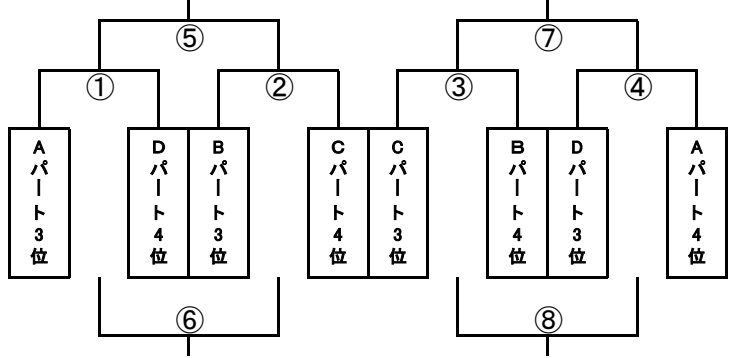 ⑤ ⑦
① ② ③ ④
Aパート3位
Dパート4位
Bパート3位
Cパート4位
Cパート3位
Bパート4位
Dパート3位
Aパート4位
⑥ ⑧